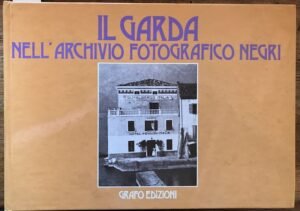 IL GARDA
NELL'ARCHIVIO FOTOGRAFICO NEGRI
GRAFO EDIZIONI